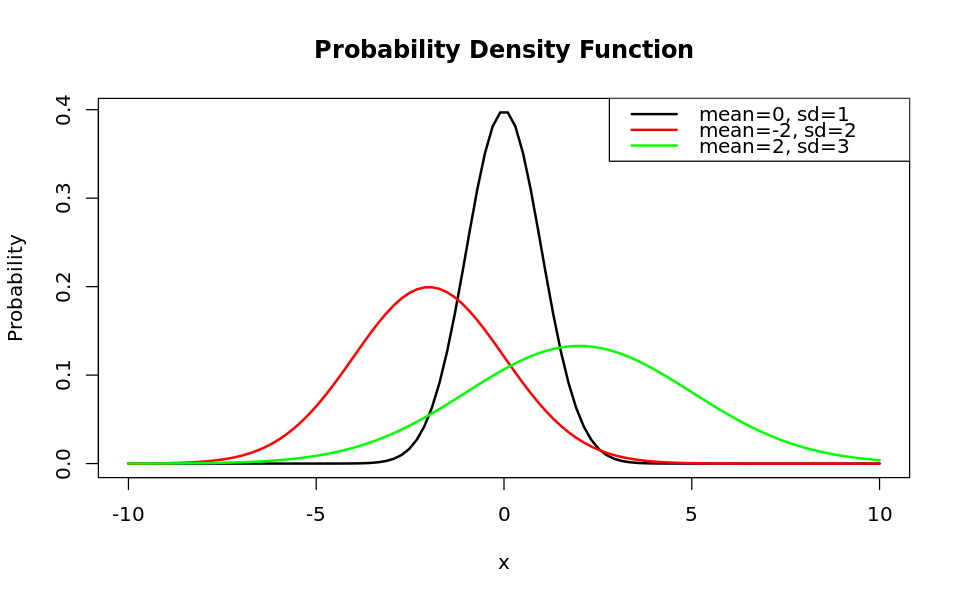 Probability Density Function
mean=0, sd=1
mean=-2, sd=2
mean=2, sd=3
Probability
0.4
0.3
0.2
0.1
0.0
-10 -5 0 5 10
x